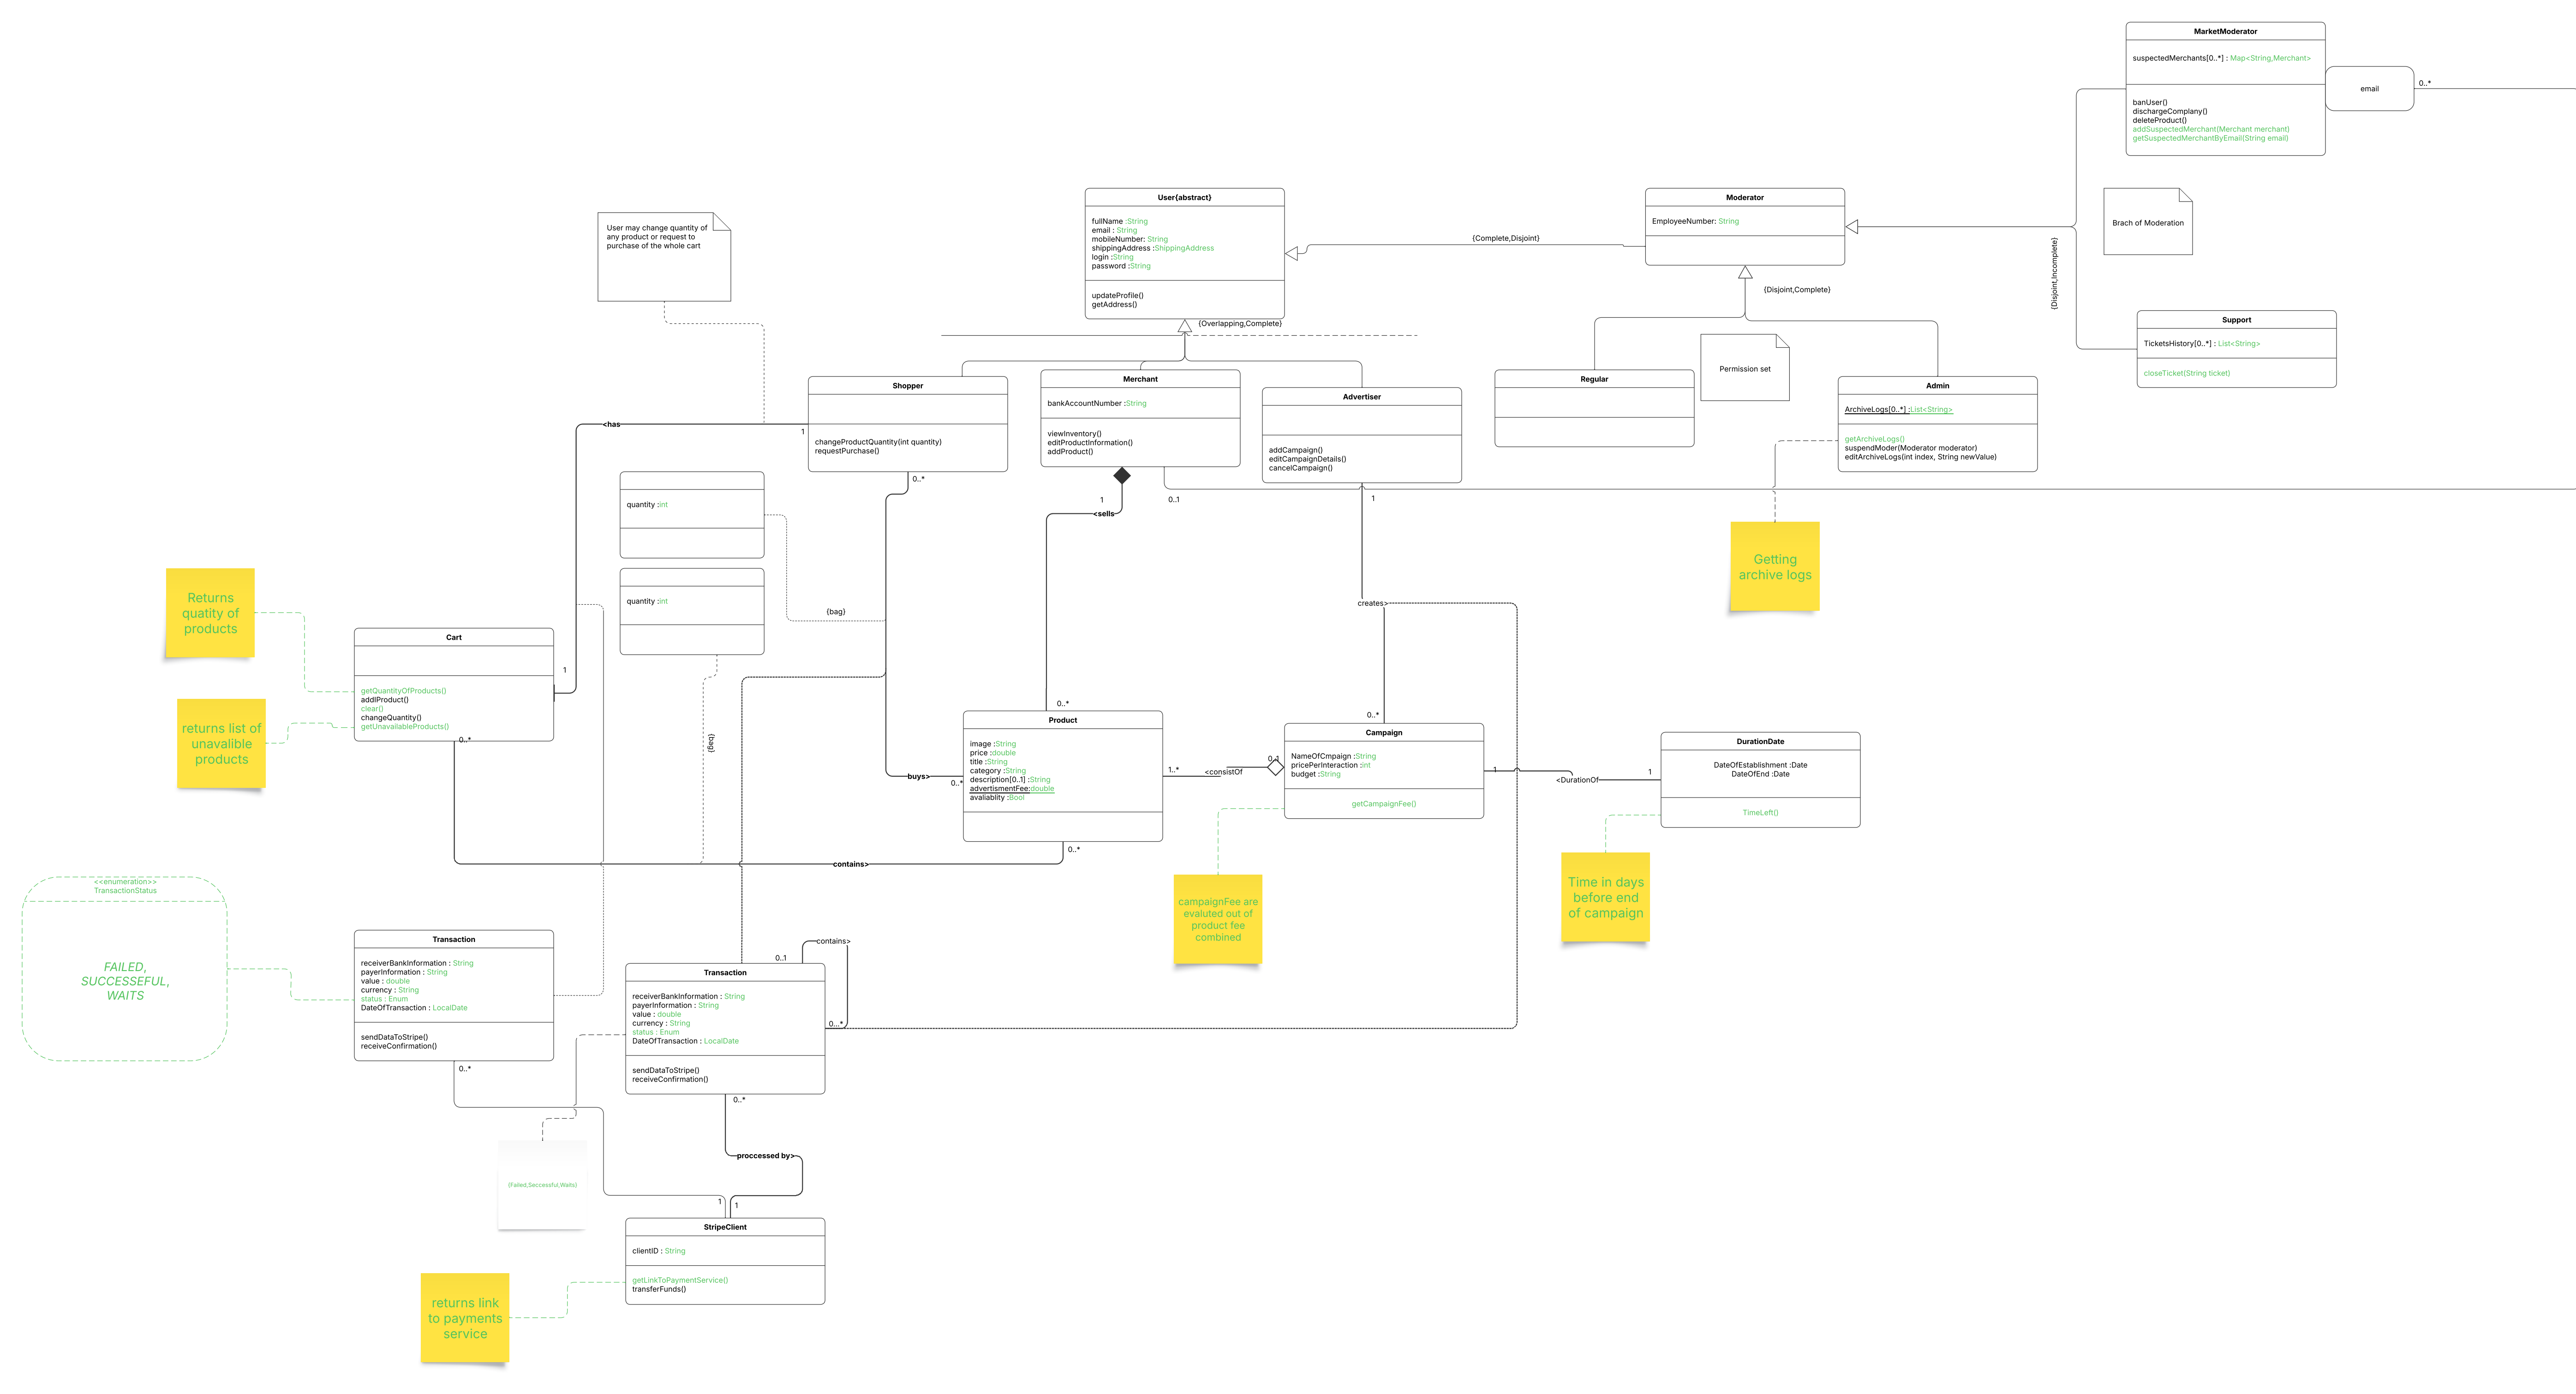 MarketModerator
suspectedMerchants[0..*] : Map<String,Merchant>
banUser()
dischargeComplany()
deleteProduct()
addSuspectedMerchant(Merchant merchant)
getSuspectedMerchantByEmail(String email)
email
0..*
User{abstract}
fullName :String
email : String
mobileNumber: String
shippingAddress :ShippingAddress
login :String
password :String
updateProfile()
getAddress()
{Complete,Disjoint}
Moderator
EmployeeNumber: String
Brach of Moderation
{Disjoint,Incomplete}
User may change quantity of
any product or request to
purchase of the whole cart
{Overlapping,Complete}
{Disjoint,Complete}
Support
TicketsHistory[0..*] : List<String>
closeTicket(String ticket)
Shopper
changeProductQuantity(int quantity)
requestPurchase()
Merchant
bankAccountNumber :String
viewInventory()
editProductInformation()
addProduct()
Advertiser
addCampaign()
editCampaignDetails()
cancelCampaign()
Regular
Permission set
Admin
ArchiveLogs[0..*] :List<String>
getArchiveLogs()
suspendModer(Moderator moderator)
editArchiveLogs(int index, String newValue)
<has
1
0..*
1
0..1
1
<sells
quantity :int
quantity :int
{bag}
{bag}
Getting
archive logs
creates>
Returns
quatity of
products
returns list of
unavalible
products
Cart
getQuantityOfProducts()
addIProduct()
clear()
changeQuantity()
getUnavailableProducts()
1
0..*
0..*
0..*
Product
image :String
price :double
title :String
category :String
description[0..1] :String
advertismentFee:double
avaliablity :Bool
buys>
0..*
1..*
<consistOf
0..1
Campaign
NameOfCmpaign :String
pricePerInteraction :int
budget :String
getCampaignFee()
1
<DurationOf
1
DurationDate
DateOfEstablishment :Date
DateOfEnd :Date
TimeLeft()
0..*
contains>
campaignFee are
evaluted out of
product fee
combined
Time in days
before end
of campaign
<<enumeration>>
TransactionStatus
FAILED,
SUCCESSEFUL,
WAITS
Transaction
receiverBankInformation : String
payerInformation : String
value : double
currency : String
status : Enum
DateOfTransaction : LocalDate
sendDataToStripe()
receiveConfirmation()
0..*
contains>
0..1
Transaction
receiverBankInformation : String
payerInformation : String
value : double
currency : String
status : Enum
DateOfTransaction : LocalDate
sendDataToStripe()
receiveConfirmation()
0...*
0..*
proccessed by>
{Failed,Seccessful,Waits}
1
1
StripeClient
clientID : String
getLinkToPaymentService()
transferFunds()
returns link
to payments
service